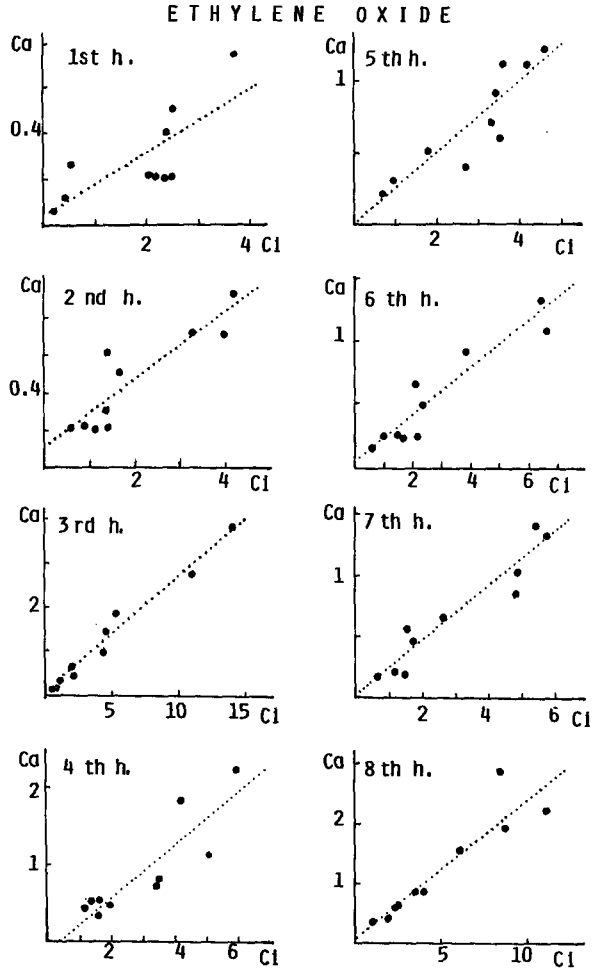 ETHYLENE OXIDE
Ca
1st h.
0.4
2
4
Ci
Ca
5 th h.
1
2
4
Ci
Ca
2 nd h.
0.4
2
4
Ci
Ca
6 th h.
1
2
4
6
Ci
Ca
3 rd h.
2
5
10
15
Ci
Ca
7 th h.
1
2
4
6
Ci
Ca
4 th h.
2
1
2
4
6
Ci
Ca
8 th h.
2
1
5
10
Ci